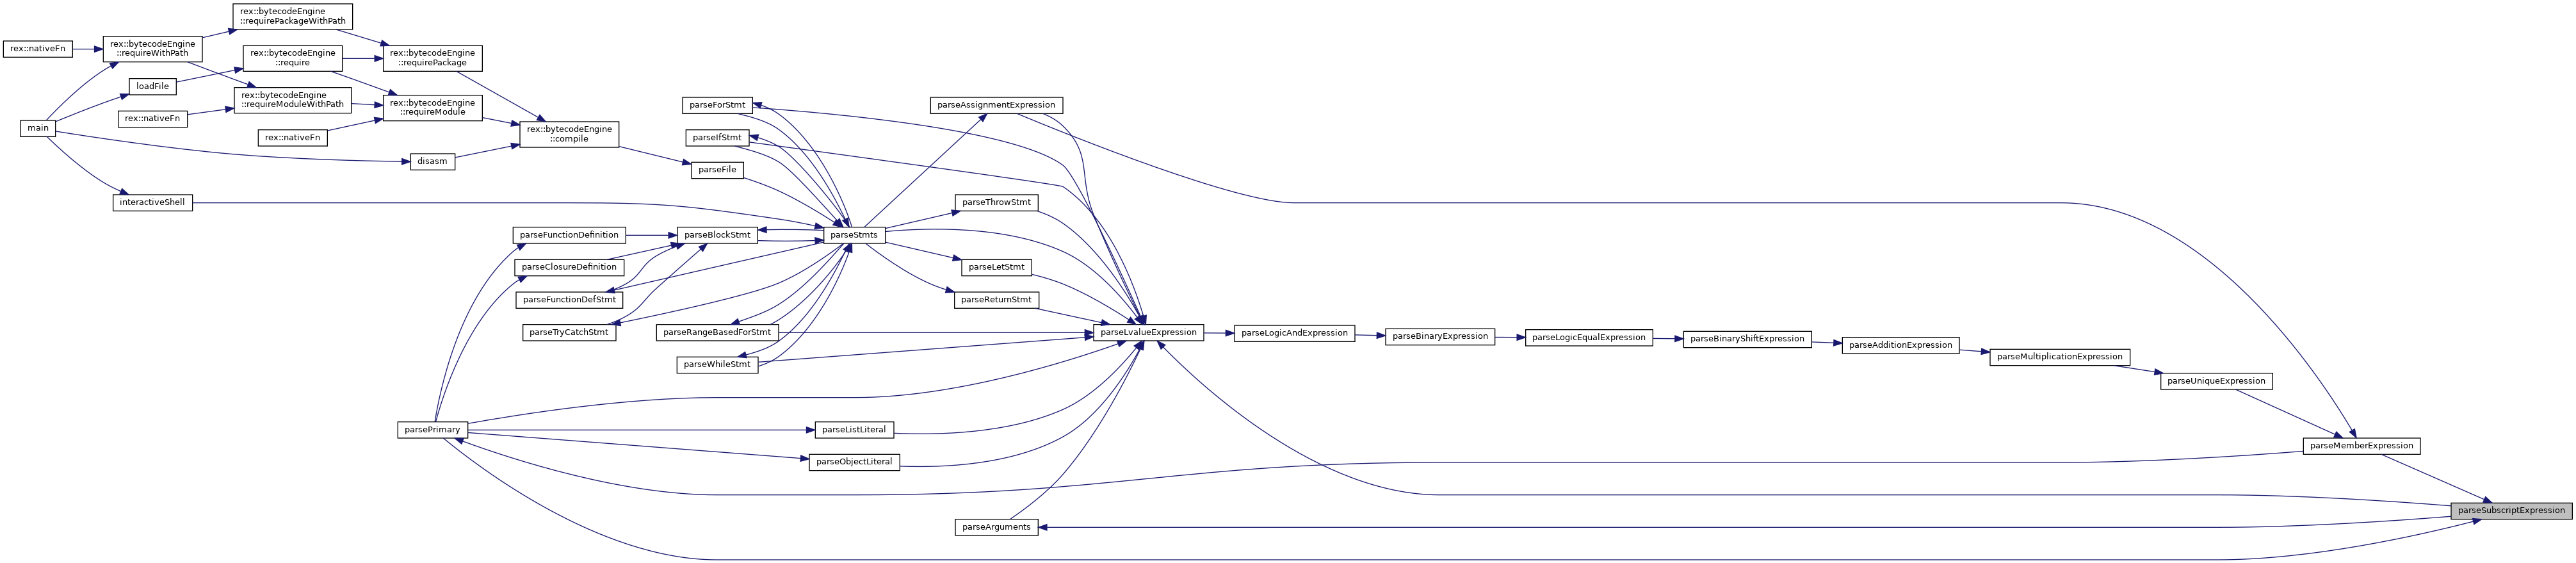 rex::bytecodeEngine
::requirePackageWithPath
rex::nativeFn
rex::bytecodeEngine
::requireWithPath
rex::bytecodeEngine
::require
rex::bytecodeEngine
::requirePackage
loadFile
rex::bytecodeEngine
::requireModuleWithPath
rex::bytecodeEngine
::requireModule
rex::nativeFn
main
rex::nativeFn
rex::bytecodeEngine
::compile
disasm
interactiveShell
parseForStmt
parseIfStmt
parseFile
parseAssignmentExpression
parseThrowStmt
parseFunctionDefinition
parseBlockStmt
parseStmts
parseClosureDefinition
parseLetStmt
parseFunctionDefStmt
parseReturnStmt
parseTryCatchStmt
parseRangeBasedForStmt
parseLvalueExpression
parseLogicAndExpression
parseBinaryExpression
parseLogicEqualExpression
parseBinaryShiftExpression
parseAdditionExpression
parseMultiplicationExpression
parseUniqueExpression
parseWhileStmt
parsePrimary
parseListLiteral
parseObjectLiteral
parseMemberExpression
parseArguments
parseSubscriptExpression